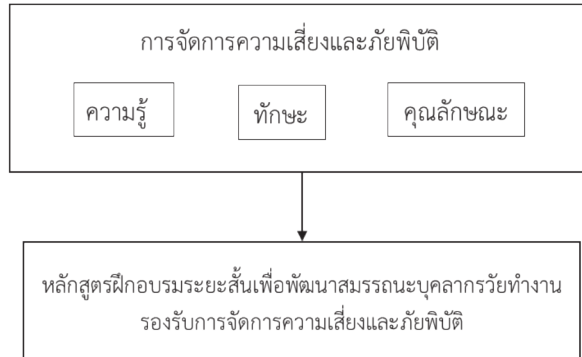 การจัดการความเสี่ยงและภัยพิบัติ
ความรู้ ทักษะ คุณลักษณะ
หลักสูตรฝึกอบรมระยะสั้นเพื่อพัฒนาสมรรถนะบุคลากรวัยทำงาน
รองรับการจัดการความเสี่ยงและภัยพิบัติ